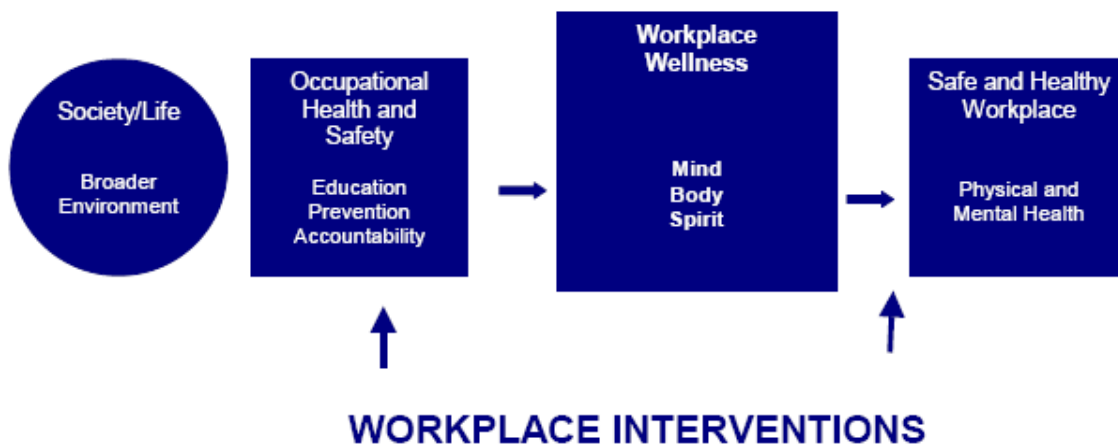 Society/Life
Broader
Environment
Occupational
Health and
Safety
Education
Prevention
Accountability
Workplace
Wellness
Mind
Body
Spirit
Safe and Healthy
Workplace
Physical and
Mental Health
WORKPLACE INTERVENTIONS